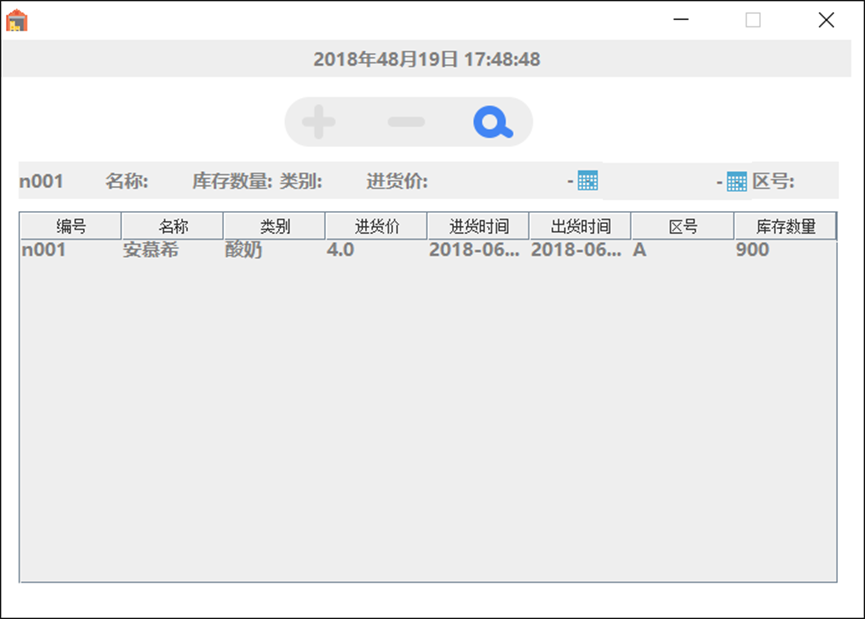 2018年48月19日 17:48:48
n001 名称: 库存数量: 类别: 进货价: - - 区号:
编号 名称 类别 进货价 进货时间 出货时间 区号 库存数量
n001 安慕希 酸奶 4.0 2018-06... 2018-06... A 900